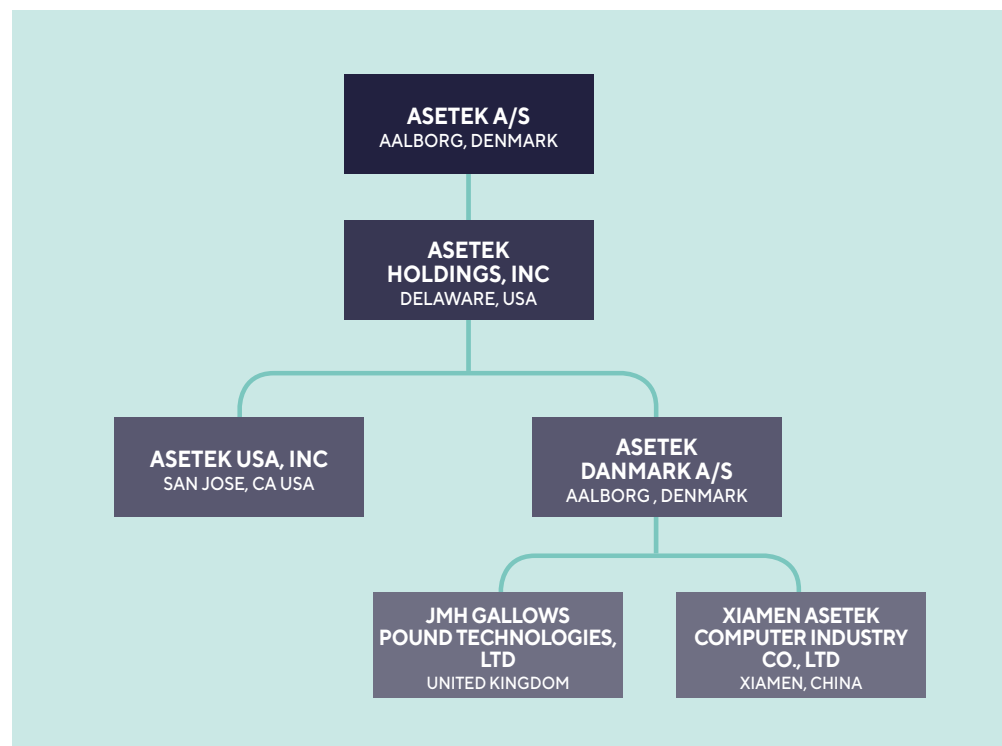 ASETEK A/S
AALBORG, DENMARK
ASETEK
HOLDINGS, INC
DELAWARE, USA
ASETEK USA, INC
SAN JOSE, CA USA
ASETEK
DANMARK A/S
AALBORG , DENMARK
JMH GALLOWS
POUND TECHNOLOGIES,
LTD
UNITED KINGDOM
XIAMEN ASETEK
COMPUTER INDUSTRY
CO., LTD
XIAMEN, CHINA